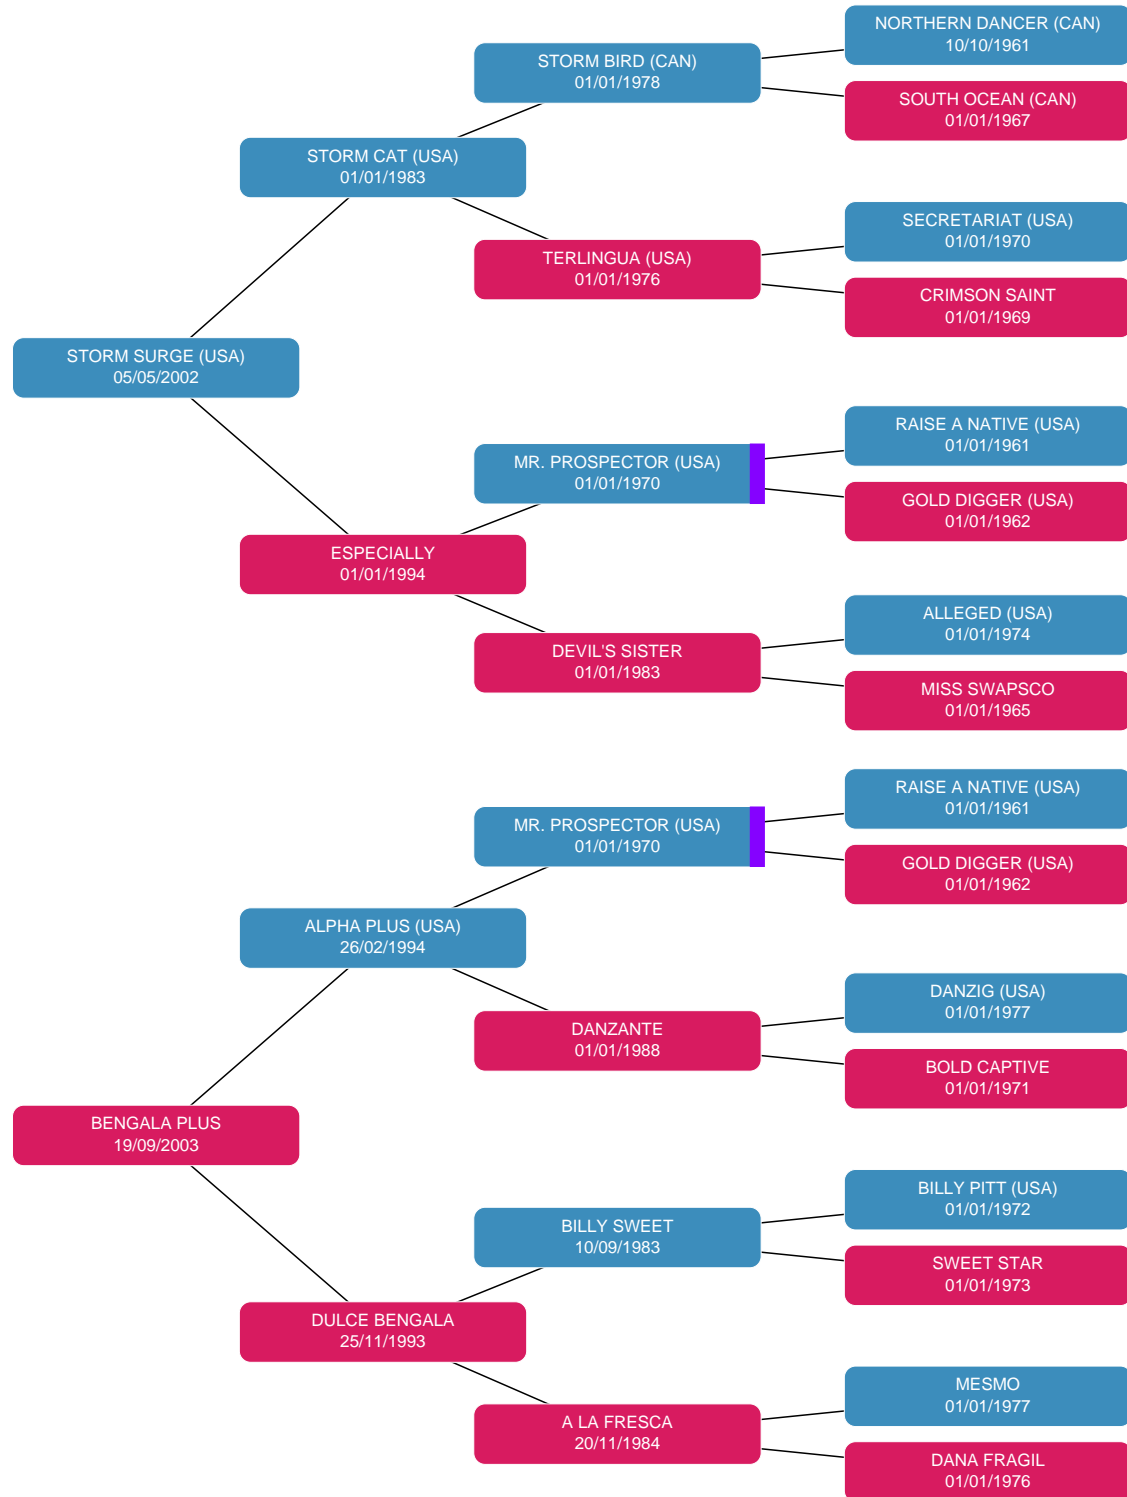 NORTHERN DANCER (CAN)
10/10/1961
STORM BIRD (CAN)
01/01/1978
SOUTH OCEAN (CAN)
01/01/1967
STORM CAT (USA)
01/01/1983
SECRETARIAT (USA)
01/01/1970
TERLINGUA (USA)
01/01/1976
CRIMSON SAINT
01/01/1969
STORM SURGE (USA)
05/05/2002
RAISE A NATIVE (USA)
01/01/1961
MR. PROSPECTOR (USA)
01/01/1970
GOLD DIGGER (USA)
01/01/1962
ESPECIALLY
01/01/1994
ALLEGED (USA)
01/01/1974
DEVIL'S SISTER
01/01/1983
MISS SWAPSCO
01/01/1965
RAISE A NATIVE (USA)
01/01/1961
MR. PROSPECTOR (USA)
01/01/1970
GOLD DIGGER (USA)
01/01/1962
ALPHA PLUS (USA)
26/02/1994
DANZIG (USA)
01/01/1977
DANZANTE
01/01/1988
BOLD CAPTIVE
01/01/1971
BENGALA PLUS
19/09/2003
BILLY PITT (USA)
01/01/1972
BILLY SWEET
10/09/1983
SWEET STAR
01/01/1973
DULCE BENGALA
25/11/1993
MESMO
01/01/1977
A LA FRESCA
20/11/1984
DANA FRAGIL
01/01/1976